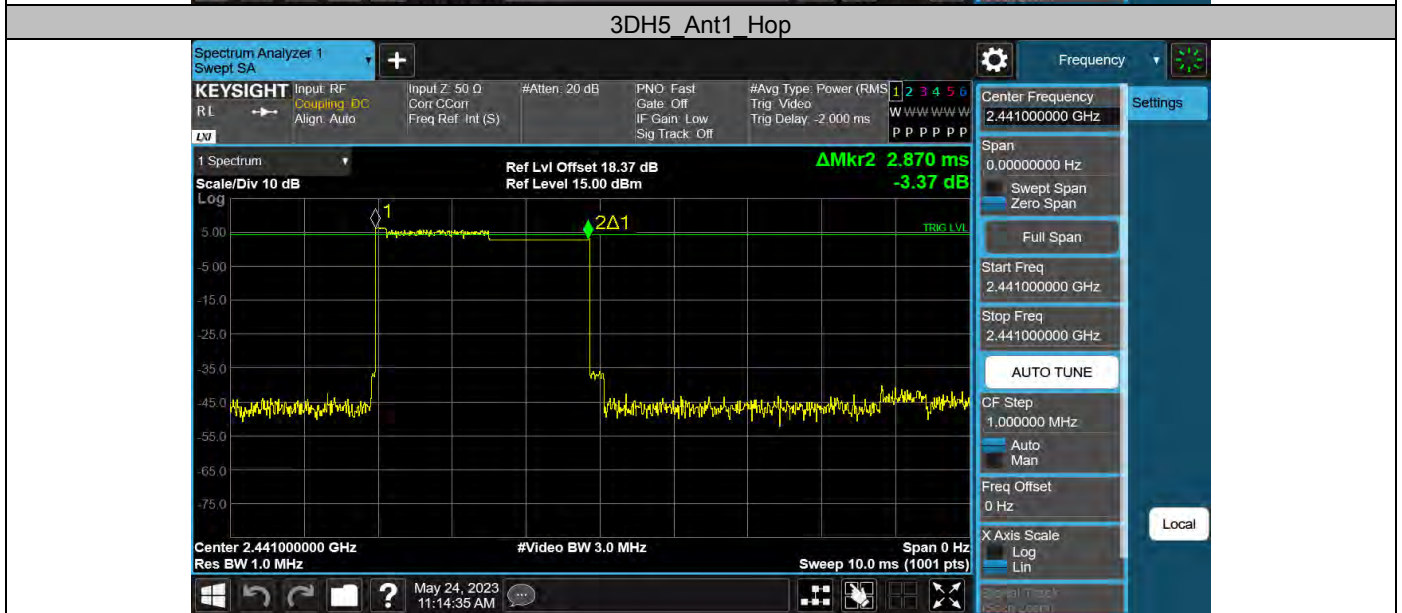 3DH5_Ant1_Hop
Spectrum Analyzer 1
Swept SA
Frequency
KEYSIGHT
RL
LXI
Input: RF
Coupling: DC
Align: Auto
Input Z: 50 Ω
Corr CCorr
Freq Ref: Int (S)
#Atten: 20 dB
PNO: Fast
Gate: Off
IF Gain: Low
Sig Track: Off
#Avg Type: Power (RMS
Trig: Video
Trig Delay: -2.000 ms
1 2 3 4 5 6
W W W W W W
P P P P P P
Center Frequency
2.441000000 GHz
Settings
1 Spectrum
Scale/Div 10 dB
Log
Ref Lvl Offset 18.37 dB
Ref Level 15.00 dBm
ΔMkr2 2.870 ms
-3.37 dB
Span
0.00000000 Hz
Swept Span
Zero Span
Full Span
1
2Δ1
TRIG LVL
5.00
-5.00
-15.0
-25.0
-35.0
-45.0
-55.0
-65.0
-75.0
Start Freq
2.441000000 GHz
Stop Freq
2.441000000 GHz
AUTO TUNE
CF Step
1.000000 MHz
Auto
Man
Freq Offset
0 Hz
Local
X Axis Scale
Log
Lin
Signal Track
(Span Zoom)
Center 2.441000000 GHz
Res BW 1.0 MHz
#Video BW 3.0 MHz
Span 0 Hz
Sweep 10.0 ms (1001 pts)
?
May 24, 2023
11:14:35 AM